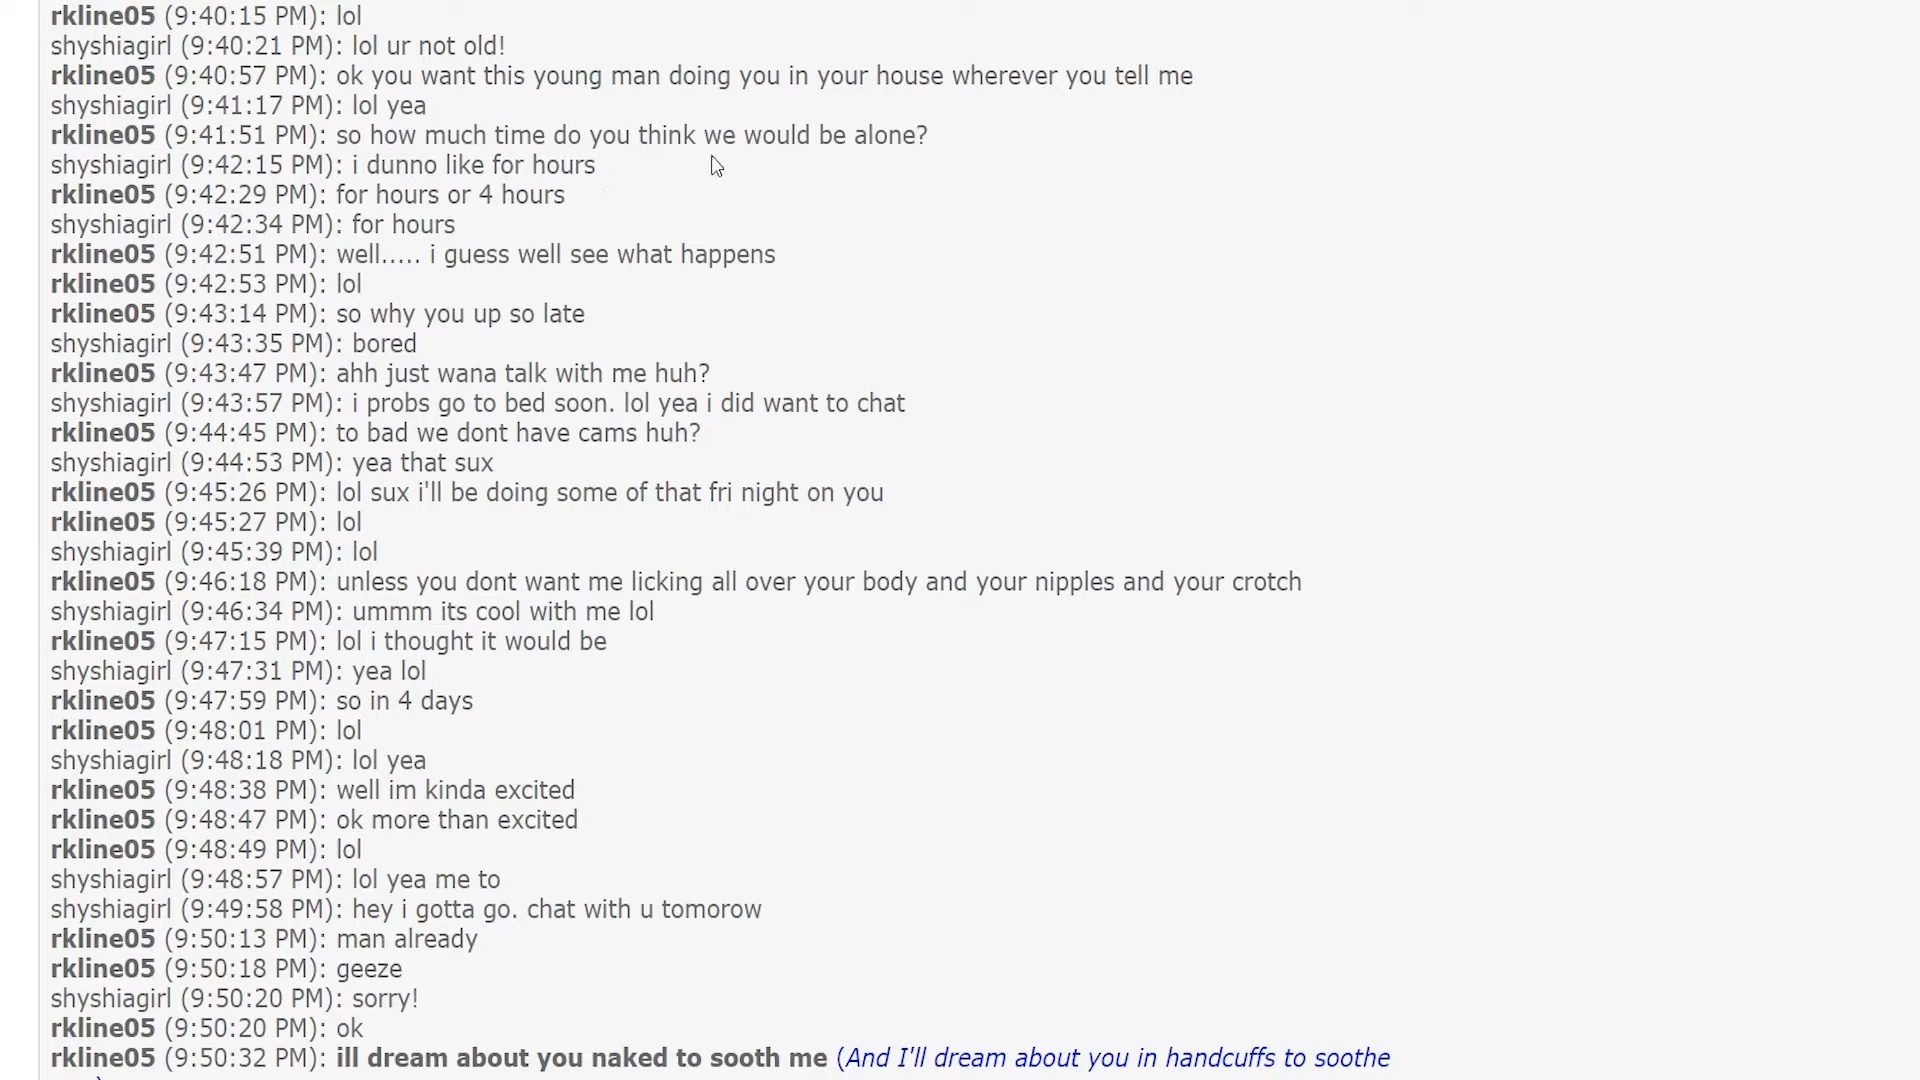 rkline05 (9:40:15 PM): lol
shyshiagirl (9:40:21 PM): lol ur not old!
rkline05 (9:40:57 PM): ok you want this young man doing you in your house wherever you tell me
shyshiagirl (9:41:17 PM): lol yea
rkline05 (9:41:51 PM): so how much time do you think we would be alone?
shyshiagirl (9:42:15 PM): i dunno like for hours
rkline05 (9:42:29 PM): for hours or 4 hours
shyshiagirl (9:42:34 PM): for hours
rkline05 (9:42:51 PM): well..... i guess well see what happens
rkline05 (9:42:53 PM): lol
rkline05 (9:43:14 PM): so why you up so late
shyshiagirl (9:43:35 PM): bored
rkline05 (9:43:47 PM): ahh just wana talk with me huh?
shyshiagirl (9:43:57 PM): i probs go to bed soon. lol yea i did want to chat
rkline05 (9:44:45 PM): to bad we dont have cams huh?
shyshiagirl (9:44:53 PM): yea that sux
rkline05 (9:45:26 PM): lol sux i'll be doing some of that fri night on you
rkline05 (9:45:27 PM): lol
shyshiagirl (9:45:39 PM): lol
rkline05 (9:46:18 PM): unless you dont want me licking all over your body and your nipples and your crotch
shyshiagirl (9:46:34 PM): ummm its cool with me lol
rkline05 (9:47:15 PM): lol i thought it would be
shyshiagirl (9:47:31 PM): yea lol
rkline05 (9:47:59 PM): so in 4 days
rkline05 (9:48:01 PM): lol
shyshiagirl (9:48:18 PM): lol yea
rkline05 (9:48:38 PM): well im kinda excited
rkline05 (9:48:47 PM): ok more than excited
rkline05 (9:48:49 PM): lol
shyshiagirl (9:48:57 PM): lol yea me to
shyshiagirl (9:49:58 PM): hey i gotta go. chat with u tomorow
rkline05 (9:50:13 PM): man already
rkline05 (9:50:18 PM): geeze
shyshiagirl (9:50:20 PM): sorry!
rkline05 (9:50:20 PM): ok
rkline05 (9:50:32 PM): ill dream about you naked to sooth me (And I'll dream about you in handcuffs to soothe